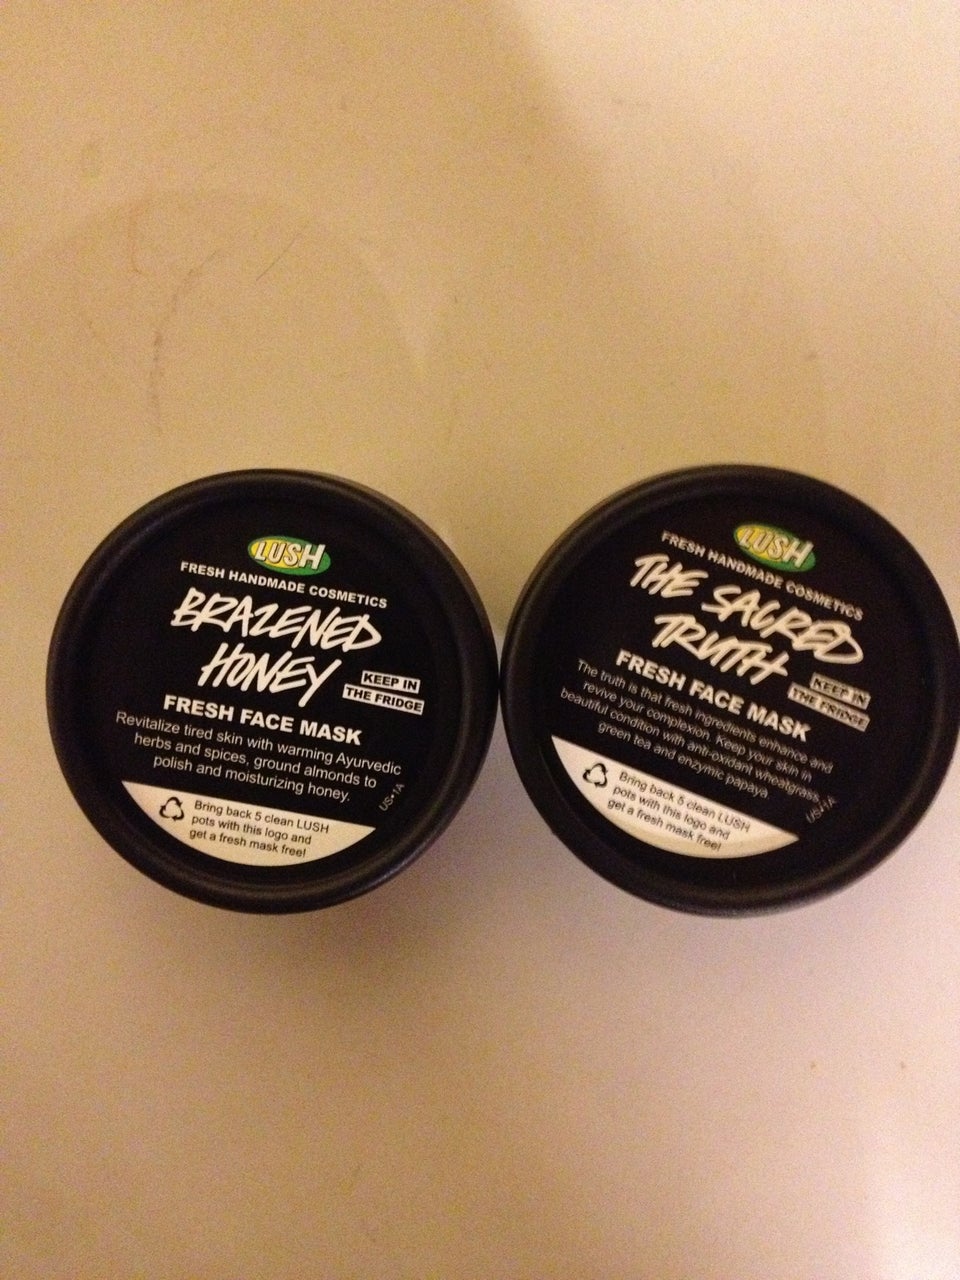 LUSH
FRESH HANDMADE COSMETICS
BRAZENED
HONEY
KEEP IN
THE FRIDGE
FRESH FACE MASK
Revitalize tired skin with warming Ayurvedic
herbs and spices, ground almonds to
polish and moisturizing honey.
US•1A
Bring back 5 clean LUSH
pots with this logo and
get a fresh mask free!
LUSH
FRESH HANDMADE COSMETICS
THE SACRED
TRUTH
KEEP IN
THE FRIDGE
FRESH FACE MASK
The truth is that fresh ingredients enhance and
revive your complexion. Keep your skin in
beautiful condition with anti-oxidant wheatgrass,
green tea and enzymic papaya.
US•1A
Bring back 5 clean LUSH
pots with this logo and
get a fresh mask free!